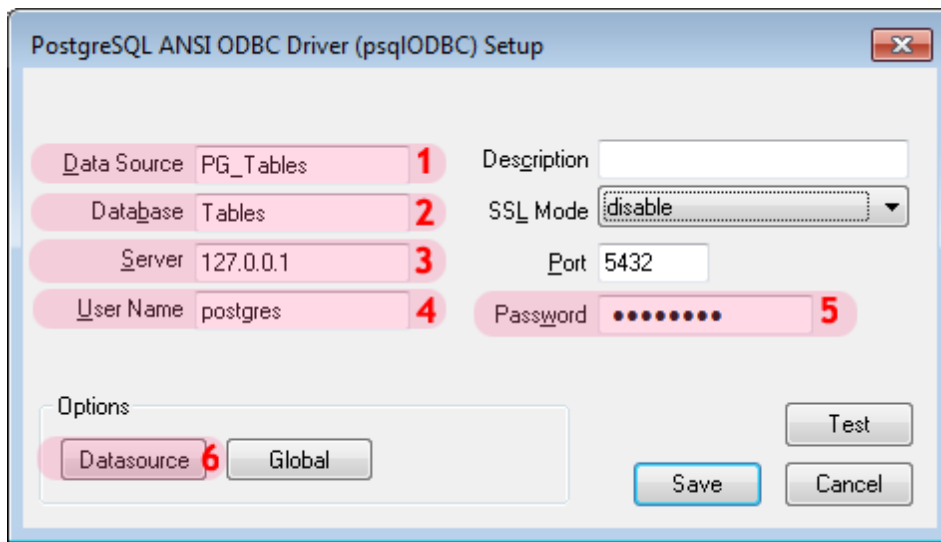 PostgreSQL ANSI ODBC Driver (psqlODBC) Setup
Data Source PG_Tables 1 Description
Database Tables 2 SSL Mode disable
Server 127.0.0.1 3 Port 5432
User Name postgres 4 Password ●●●●●●●● 5
Options
Datasource 6 Global
Test
Save Cancel